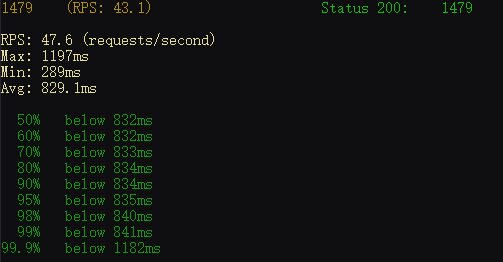 1479 (RPS: 43.1) Status 200: 1479
RPS: 47.6 (requests/second)
Max: 1197ms
Min: 289ms
Avg: 829.1ms
50% below 832ms
60% below 832ms
70% below 833ms
80% below 834ms
90% below 834ms
95% below 835ms
98% below 840ms
99% below 841ms
99.9% below 1182ms